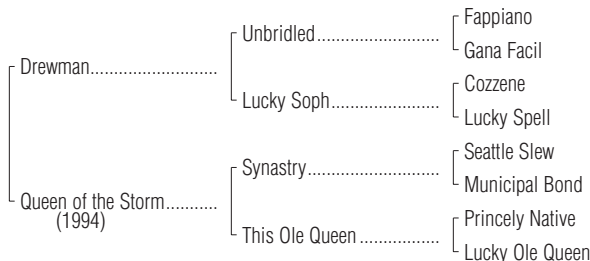 Fappiano
Unbridled......................................
Gana Facil
Drewman.......................
Cozzene
Lucky Soph..................................
Lucky Spell
Seattle Slew
Synastry........................................
Municipal Bond
Queen of the Storm...........
(1994)
Princely Native
This Ole Queen .........................
Lucky Ole Queen